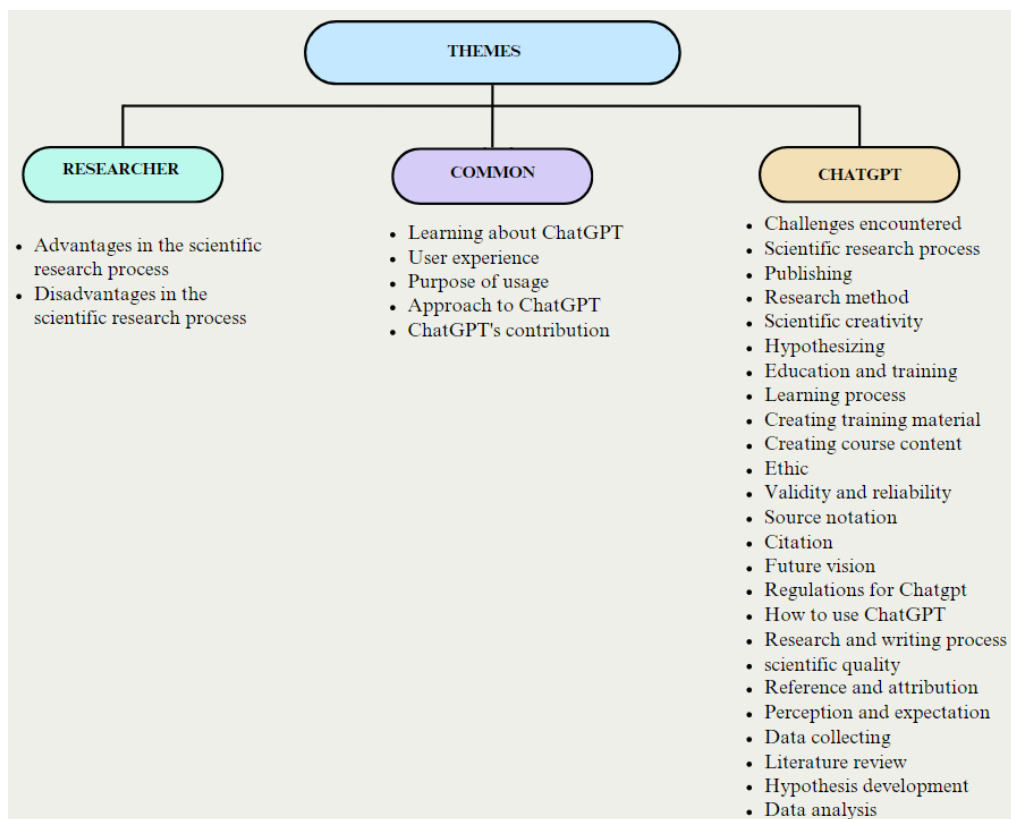 THEMES
RESEARCHER
Advantages in the scientific
research process
Disadvantages in the
scientific research process
COMMON
Learning about ChatGPT
User experience
Purpose of usage
Approach to ChatGPT
ChatGPT's contribution
CHATGPT
Challenges encountered
Scientific research process
Publishing
Research method
Scientific creativity
Hypothesizing
Education and training
Learning process
Creating training material
Creating course content
Ethic
Validity and reliability
Source notation
Citation
Future vision
Regulations for Chatgpt
How to use ChatGPT
Research and writing process
scientific quality
Reference and attribution
Perception and expectation
Data collecting
Literature review
Hypothesis development
Data analysis